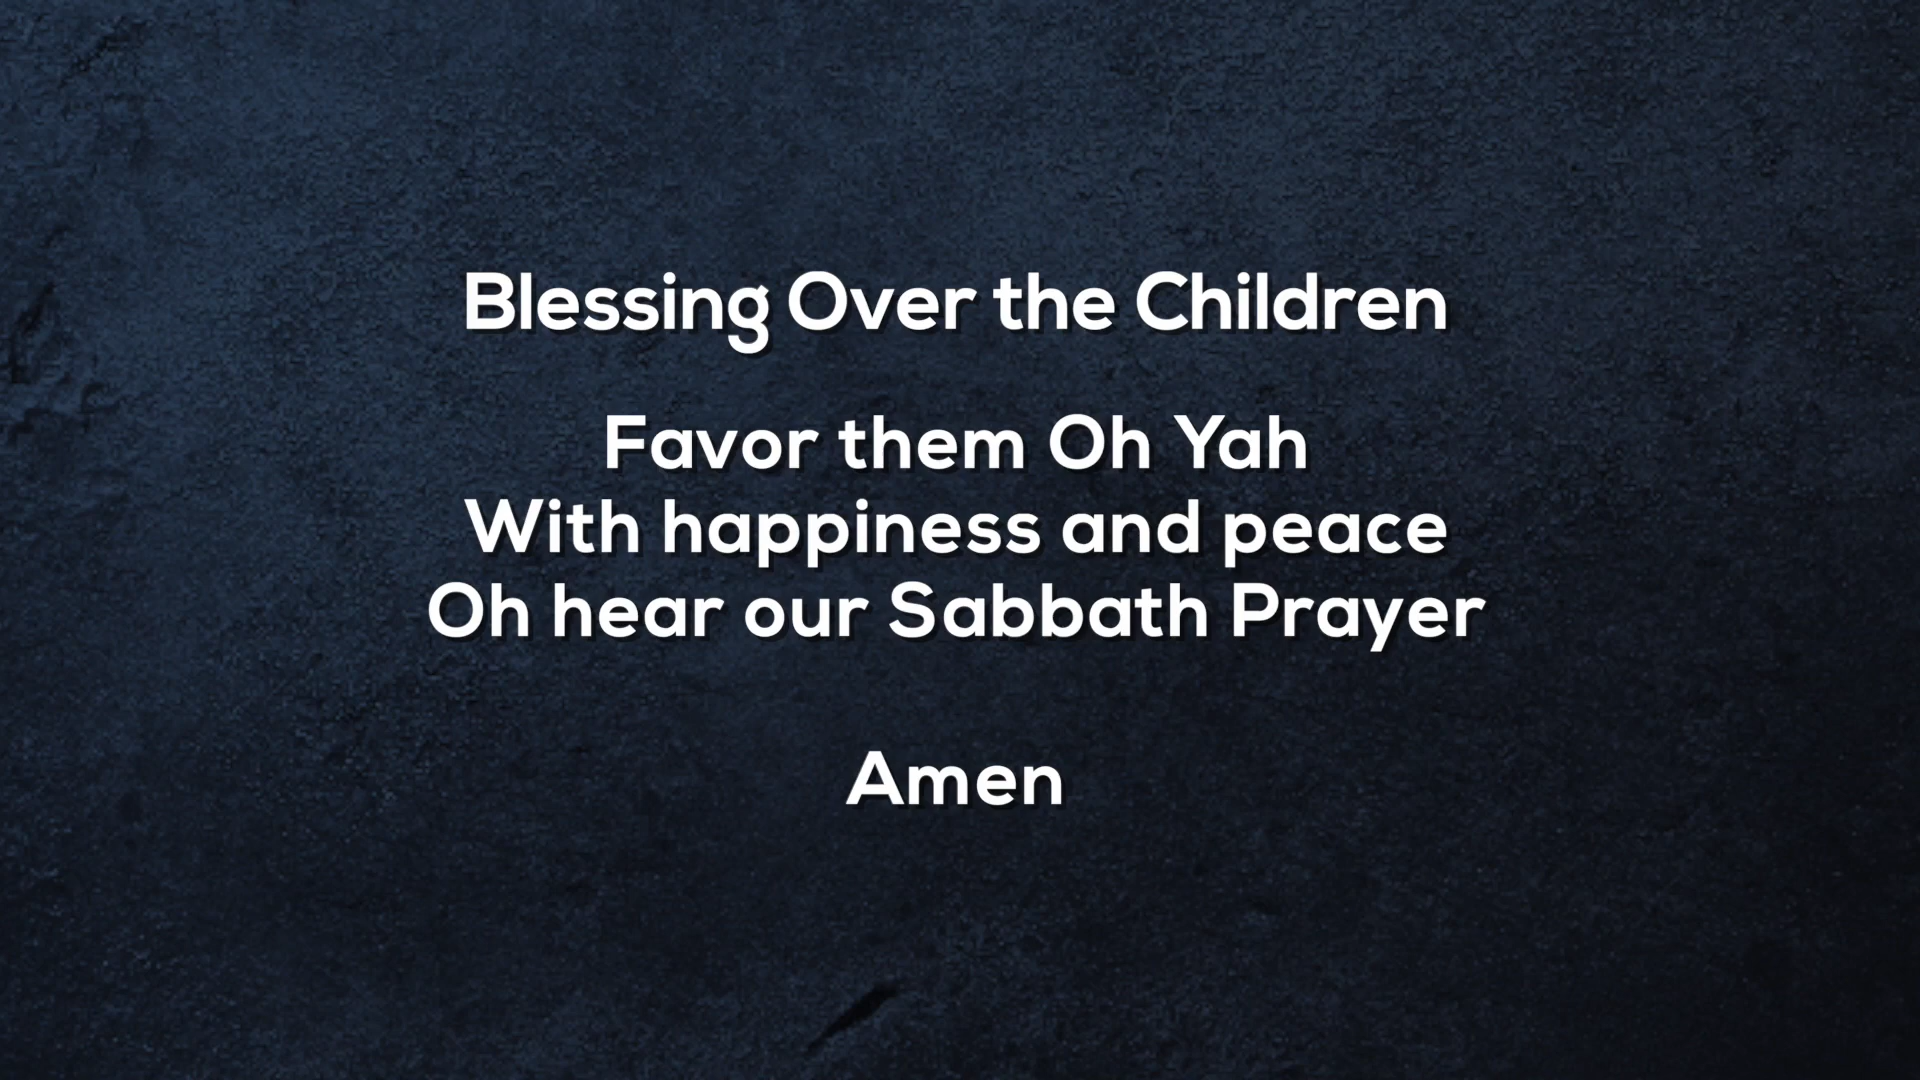 Blessing Over the Children
Favor them Oh Yah
With happiness and peace
Oh hear our Sabbath Prayer
Amen